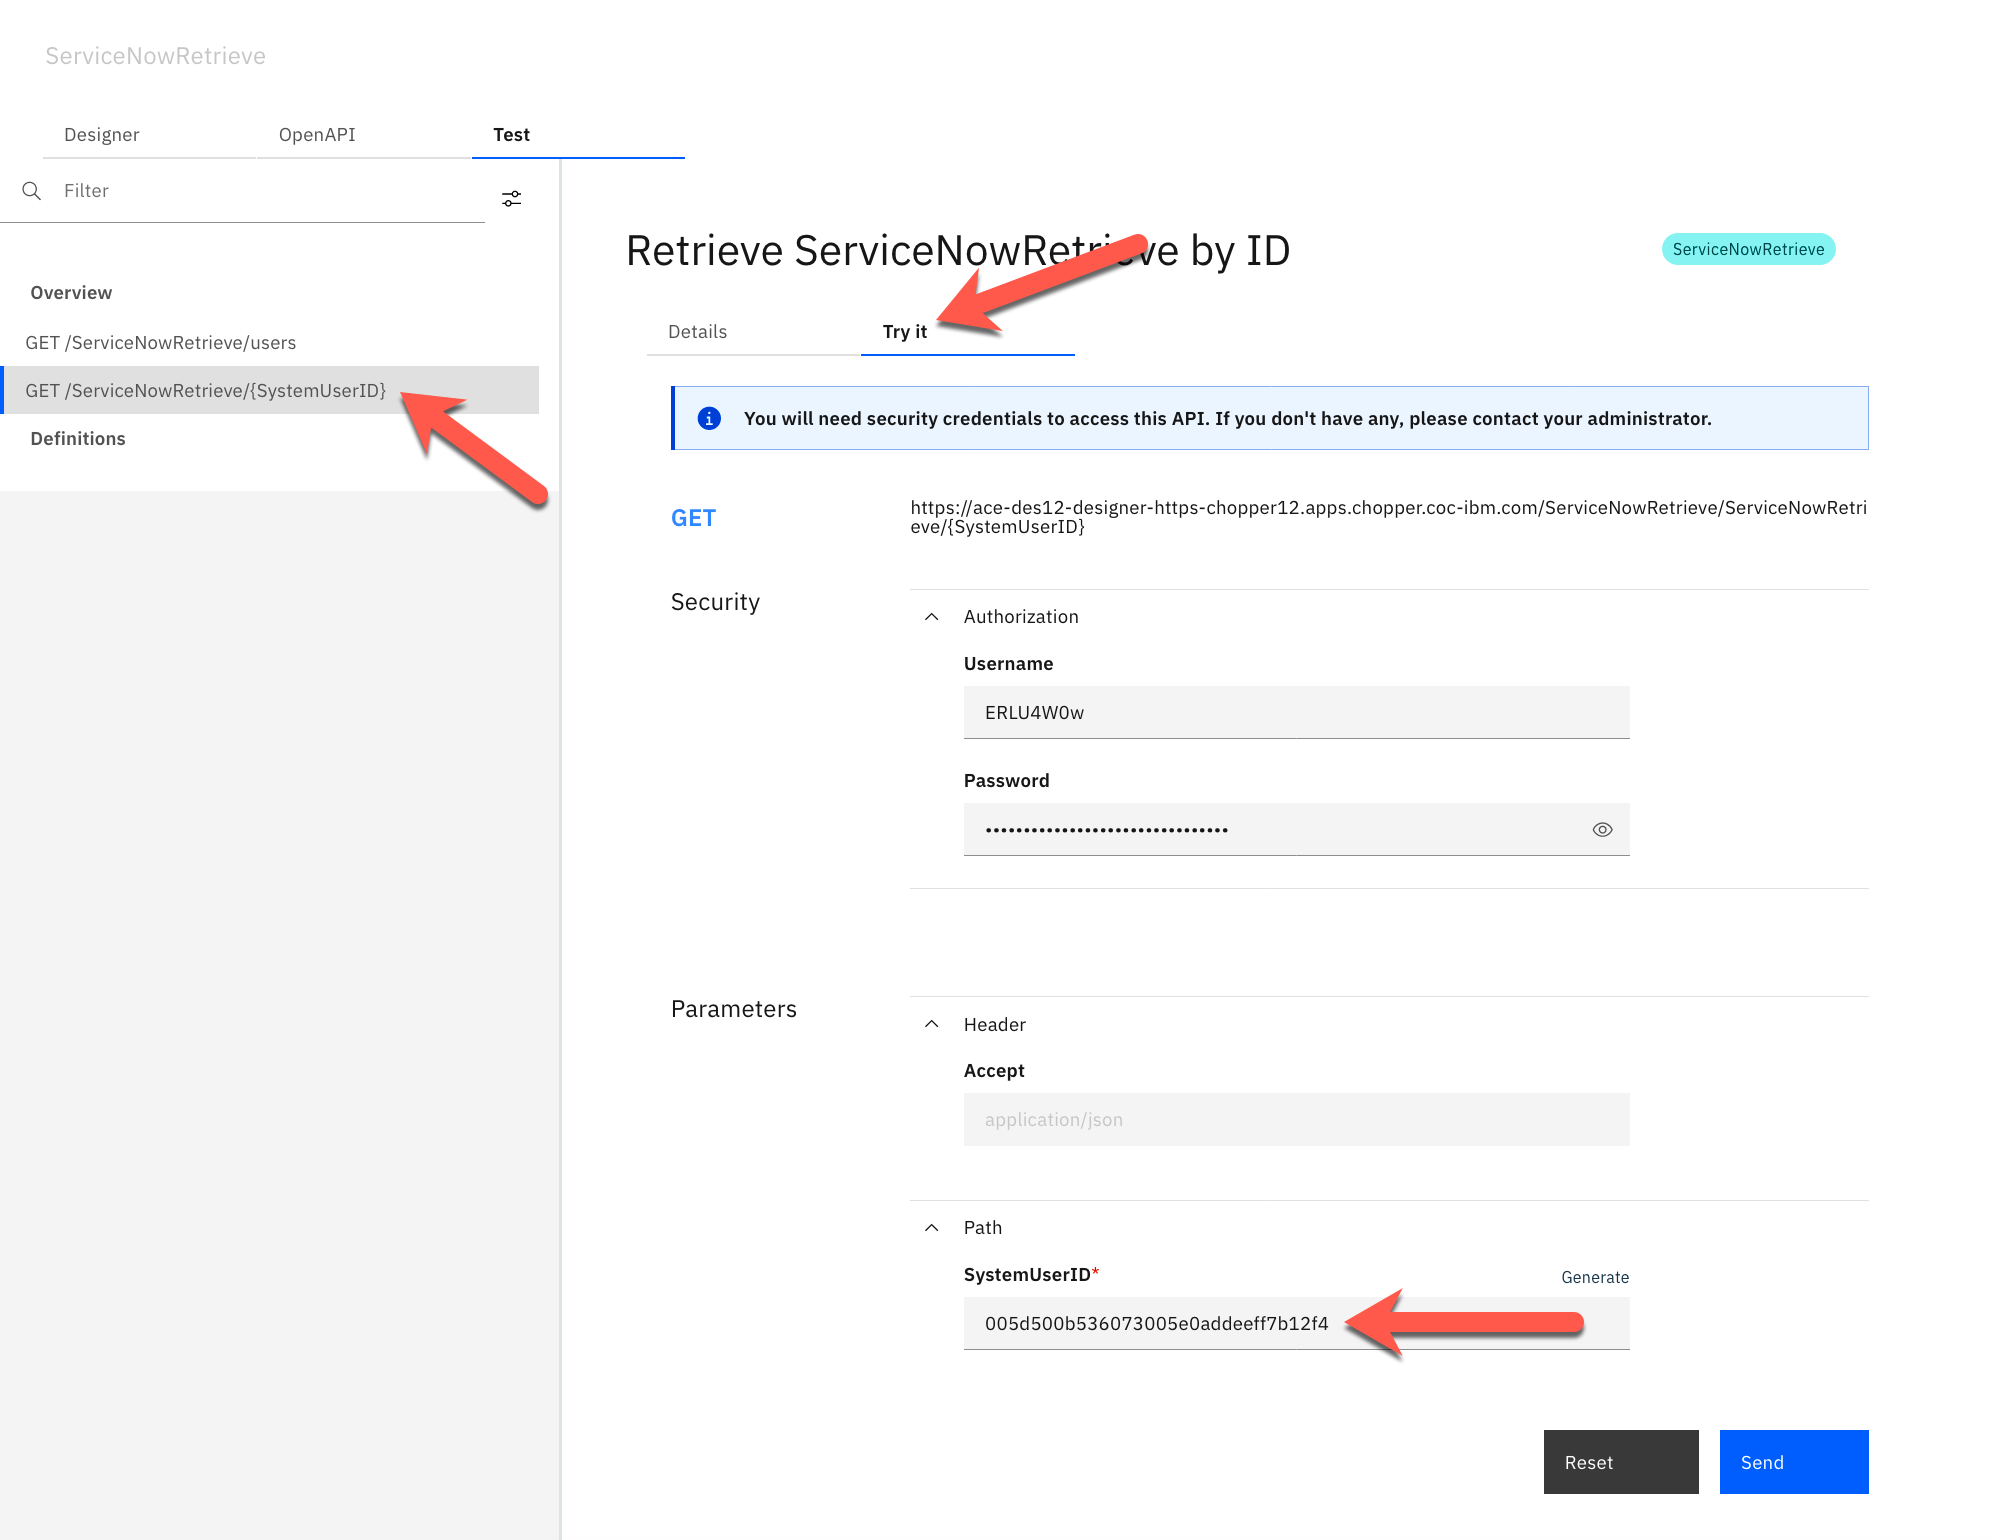 ServiceNowRetrieve
Designer
OpenAPI
Test
Filter
Overview
GET /ServiceNowRetrieve/users
GET /ServiceNowRetrieve/{SystemUserID}
Definitions
Retrieve ServiceNowRetrieve by ID
ServiceNowRetrieve
Details
Try it
You will need security credentials to access this API. If you don't have any, please contact your administrator.
GET
https://ace-des12-designer-https-chopper12.apps.chopper.coc-ibm.com/ServiceNowRetrieve/ServiceNowRetri
eve/{SystemUserID}
Security
Authorization
Username
ERLU4W0w
Password
••••••••••••••••••••••••••••••••
Parameters
Header
Accept
application/json
Path
SystemUserID*
Generate
005d500b536073005e0addeeff7b12f4
Reset
Send